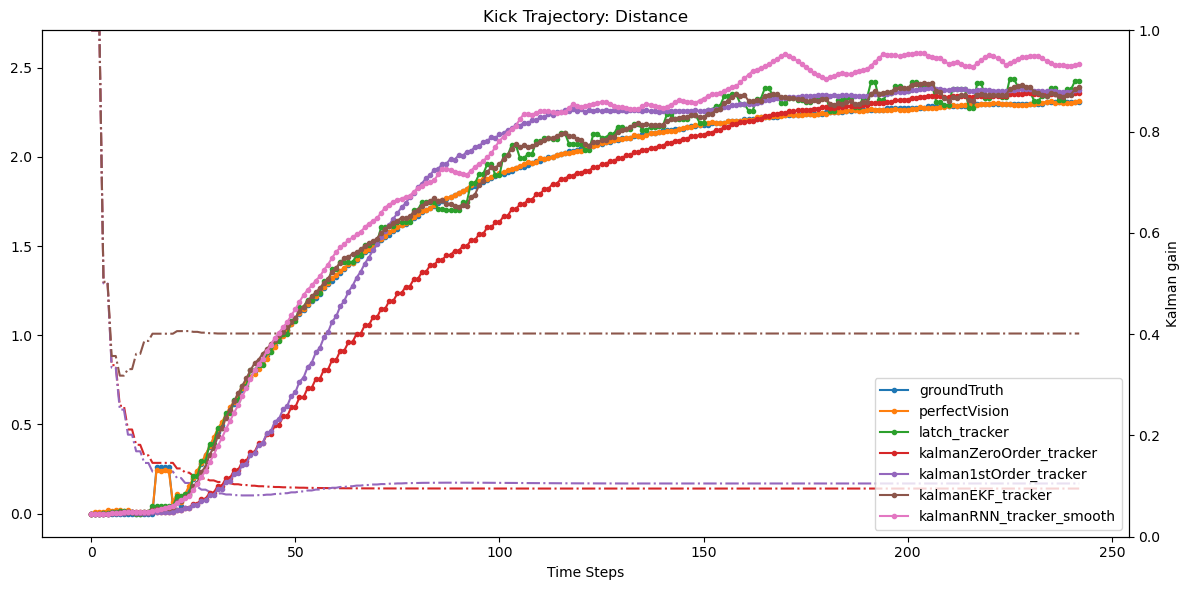 Kick Trajectory: Distance
2.5
2.0
1.5
1.0
0.5
0.0
1.0
0.8
0.6
0.4
0.2
0.0
Kalman gain
groundTruth
perfectVision
latch_tracker
kalmanZeroOrder_tracker
kalman1stOrder_tracker
kalmanEKF_tracker
kalmanRNN_tracker_smooth
0
50
100
150
200
250
Time Steps